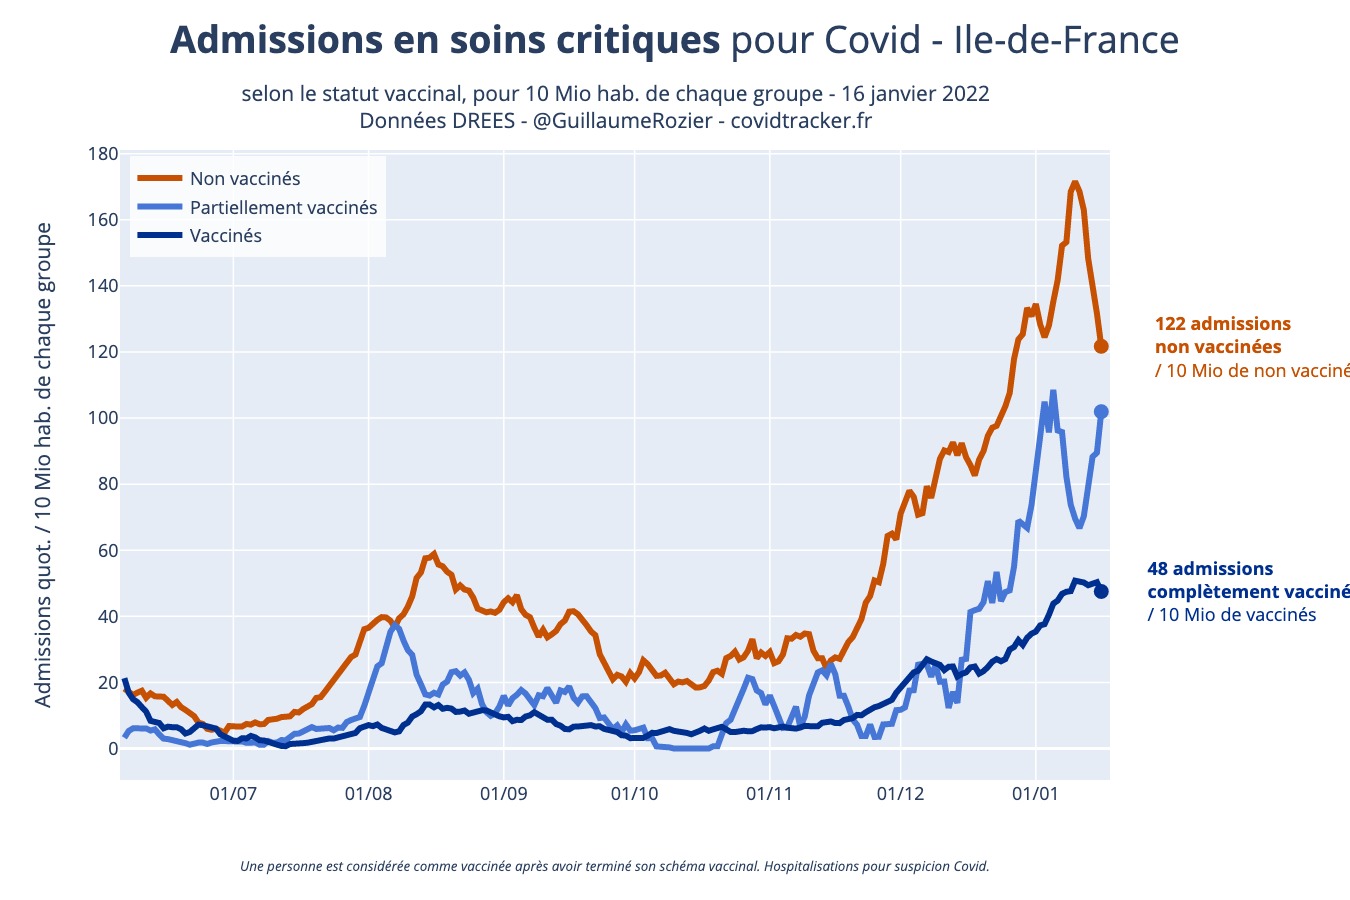 Admissions en soins critiques pour Covid - Ile-de-France
selon le statut vaccinal, pour 10 Mio hab. de chaque groupe - 16 janvier 2022
Données DREES - @GuillaumeRozier - covidtracker.fr
Admissions quot. / 10 Mio hab. de chaque groupe
180
160
140
120
100
80
60
40
20
0
Non vaccinés
Partiellement vaccinés
Vaccinés
01/07
01/08
01/09
01/10
01/11
01/12
01/01
122 admissions
non vaccinées
/ 10 Mio de non vacciné
48 admissions
complètement vacciné
/ 10 Mio de vaccinés
Une personne est considérée comme vaccinée après avoir terminé son schéma vaccinal. Hospitalisations pour suspicion Covid.